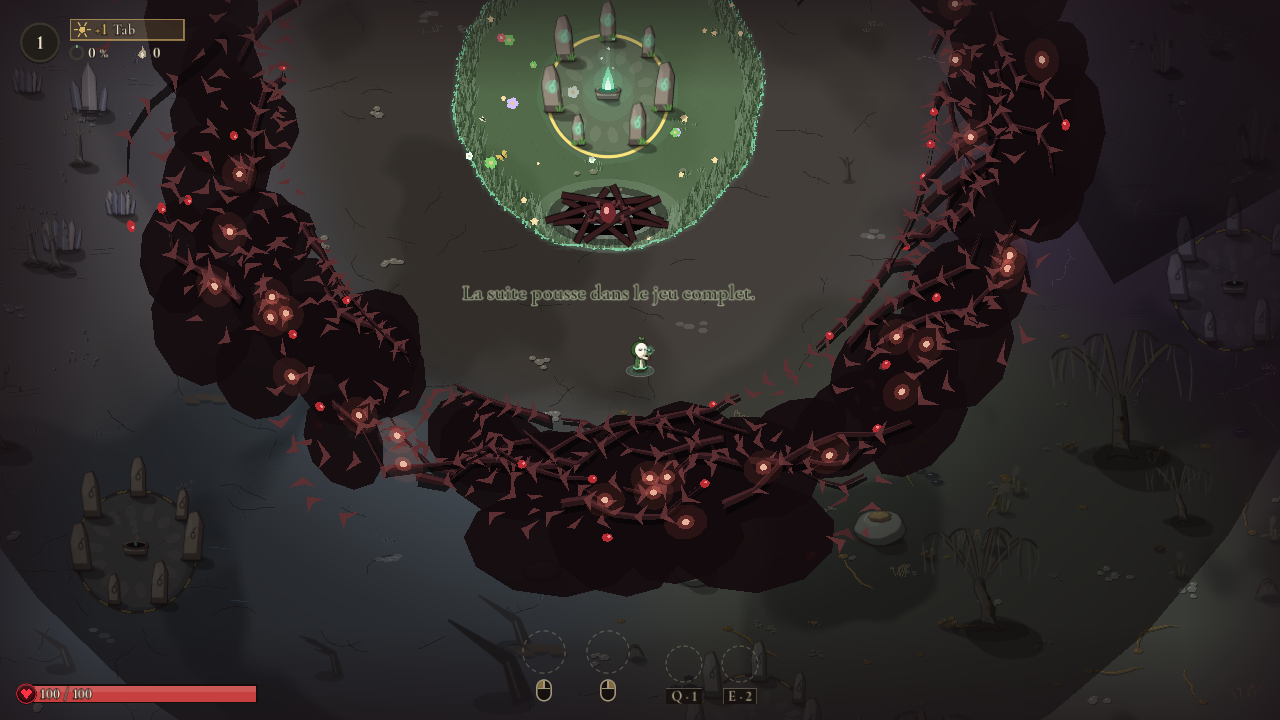 1
+1 Tab
0 %
0
La suite pousse dans le jeu complet.
100 / 100
Q - 1
E - 2